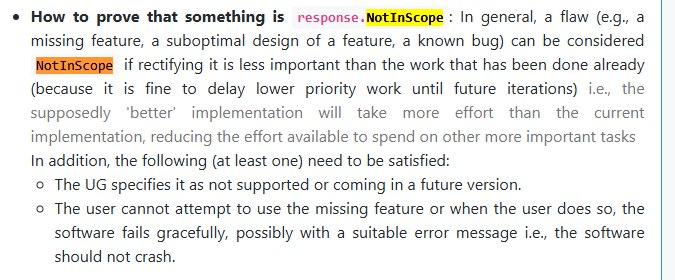 • How to prove that something is response.NotInScope: In general, a flaw (e.g., a
missing feature, a suboptimal design of a feature, a known bug) can be considered
NotInScope if rectifying it is less important than the work that has been done already
(because it is fine to delay lower priority work until future iterations) i.e., the
supposedly 'better' implementation will take more effort than the current
implementation, reducing the effort available to spend on other more important tasks
In addition, the following (at least one) need to be satisfied:
○ The UG specifies it as not supported or coming in a future version.
○ The user cannot attempt to use the missing feature or when the user does so, the
software fails gracefully, possibly with a suitable error message i.e., the software
should not crash.